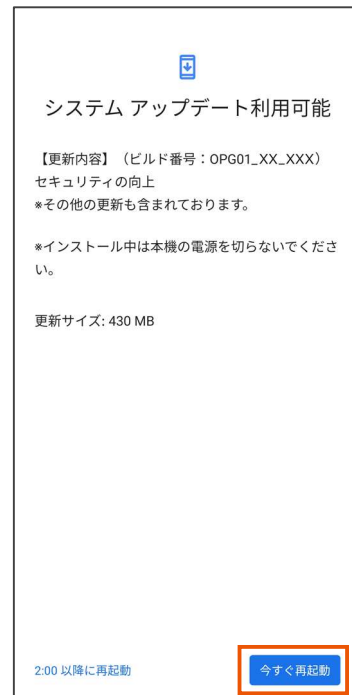 システム アップデート利用可能
【更新内容】（ビルド番号：OPG01_XX_XXX）
セキュリティの向上
*その他の更新も含まれております。
*インストール中は本機の電源を切らないでくださ
い。
更新サイズ: 430 MB
2:00 以降に再起動
今すぐ再起動